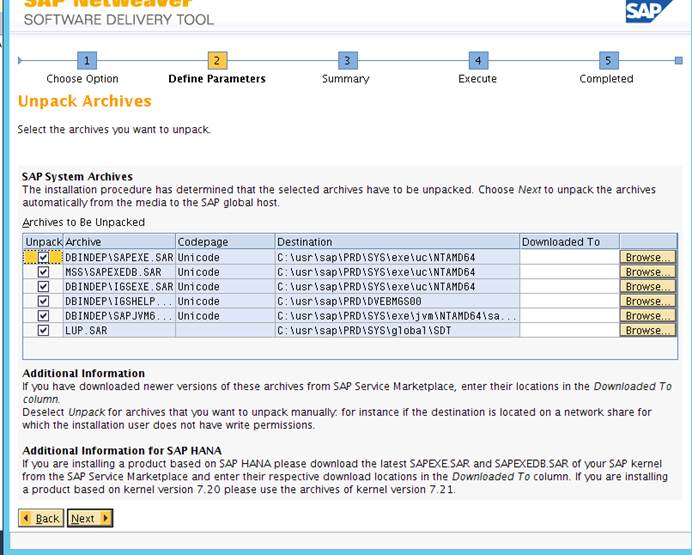 SAP NetWeaver
SOFTWARE DELIVERY TOOL
SAP
1 2 3 4 5
Choose Option Define Parameters Summary Execute Completed
Unpack Archives
Select the archives you want to unpack.
SAP System Archives
The installation procedure has determined that the selected archives have to be unpacked. Choose Next to unpack the archives
automatically from the media to the SAP global host.
Archives to Be Unpacked
Unpack Archive Codepage Destination Downloaded To
DBINDEP\SAPEXE.SAR Unicode C:\usr\sap\PRD\SYS\exe\uc\NTAMD64 Browse...
MSS\SAPEXEDB.SAR Unicode C:\usr\sap\PRD\SYS\exe\uc\NTAMD64 Browse...
DBINDEP\IGSEXE.SAR Unicode C:\usr\sap\PRD\SYS\exe\uc\NTAMD64 Browse...
DBINDEP\IGSHELP... Unicode C:\usr\sap\PRD\DVEBMGS00 Browse...
DBINDEP\SAPJVM6... Unicode C:\usr\sap\PRD\SYS\exe\jvm\NTAMD64\sa... Browse...
LUP.SAR C:\usr\sap\PRD\SYS\global\SDT Browse...
Additional Information
If you have downloaded newer versions of these archives from SAP Service Marketplace, enter their locations in the Downloaded To
column.
Deselect Unpack for archives that you want to unpack manually: for instance if the destination is located on a network share for
which the installation user does not have write permissions.
Additional Information for SAP HANA
If you are installing a product based on SAP HANA please download the latest SAPEXE.SAR and SAPEXEDB.SAR of your SAP kernel
from the SAP Service Marketplace and enter their respective download locations in the Downloaded To column. If you are installing
a product based on kernel version 7.20 please use the archives of kernel version 7.21.
Back Next